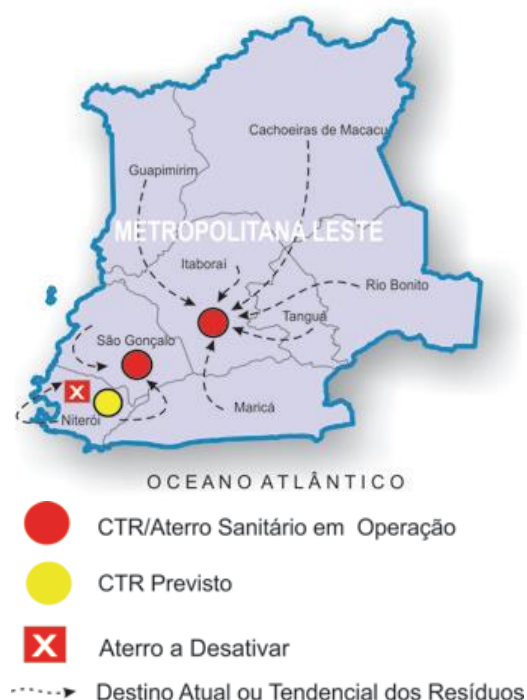 Cachoeiras de Macacu
Guapimirim
METROPOLITANA LESTE
Itaboraí
Rio Bonito
Tanguá
São Gonçalo
X
Niterói
Maricá
OCEANO ATLÂNTICO
CTR/Aterro Sanitário em Operação
CTR Previsto
X Aterro a Desativar
Destino Atual ou Tendencial dos Resíduos